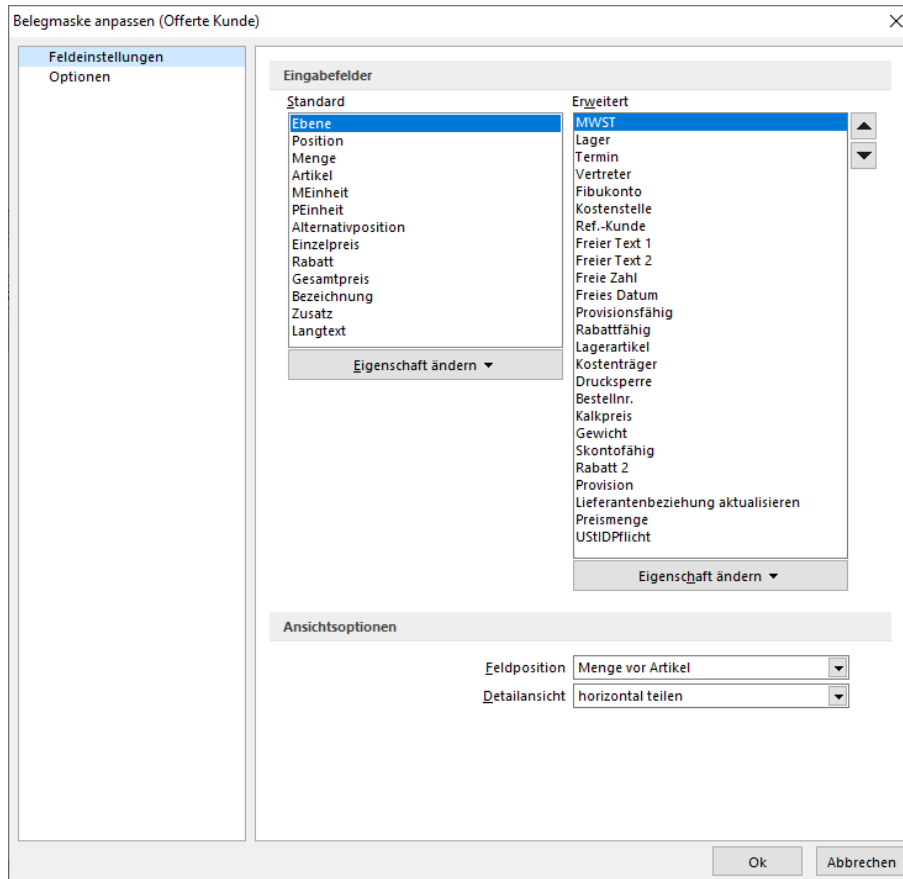 Belegmaske anpassen (Offerte Kunde)
Feldeinstellungen
Optionen
Eingabefelder
Standard
Ebene
Position
Menge
Artikel
MEinheit
PEinheit
Alternativposition
Einzelpreis
Rabatt
Gesamtpreis
Bezeichnung
Zusatz
Langtext
Eigenschaft ändern
Erweitert
MWST
Lager
Termin
Vertreter
Fibukonto
Kostenstelle
Ref.-Kunde
Freier Text 1
Freier Text 2
Freie Zahl
Freies Datum
Provisionsfähig
Rabattfähig
Lagerartikel
Kostenträger
Drucksperre
Bestellnr.
Kalkpreis
Gewicht
Skontofähig
Rabatt 2
Provision
Lieferantenbeziehung aktualisieren
Preismenge
UStIDPflicht
Eigenschaft ändern
Ansichtsoptionen
Feldposition Menge vor Artikel
Detailansicht horizontal teilen
Ok Abbrechen